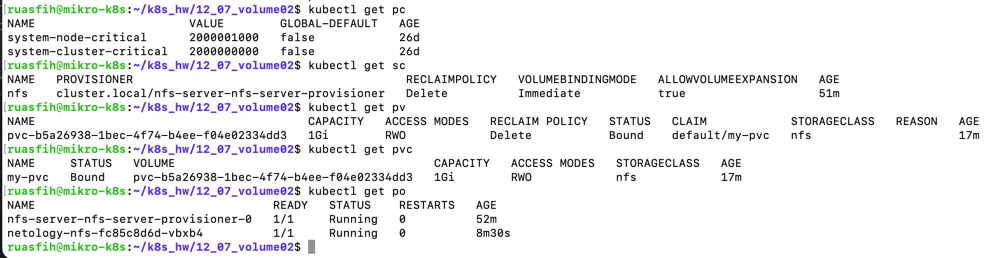 ruasfih@mikro-k8s:~/k8s_hw/12_07_volume02$ kubectl get pc
NAME VALUE GLOBAL-DEFAULT AGE
system-node-critical 2000001000 false 26d
system-cluster-critical 2000000000 false 26d
ruasfih@mikro-k8s:~/k8s_hw/12_07_volume02$ kubectl get sc
NAME PROVISIONER RECLAIMPOLICY VOLUMEBINDINGMODE ALLOWVOLUMEEXPANSION AGE
nfs cluster.local/nfs-server-nfs-server-provisioner Delete Immediate true 51m
ruasfih@mikro-k8s:~/k8s_hw/12_07_volume02$ kubectl get pv
NAME CAPACITY ACCESS MODES RECLAIM POLICY STATUS CLAIM STORAGECLASS REASON AGE
pvc-b5a26938-1bec-4f74-b4ee-f04e02334dd3 1Gi RWO Delete Bound default/my-pvc nfs 17m
ruasfih@mikro-k8s:~/k8s_hw/12_07_volume02$ kubectl get pvc
NAME STATUS VOLUME CAPACITY ACCESS MODES STORAGECLASS AGE
my-pvc Bound pvc-b5a26938-1bec-4f74-b4ee-f04e02334dd3 1Gi RWO nfs 17m
ruasfih@mikro-k8s:~/k8s_hw/12_07_volume02$ kubectl get po
NAME READY STATUS RESTARTS AGE
nfs-server-nfs-server-provisioner-0 1/1 Running 0 52m
netology-nfs-fc85c8d6d-vbxb4 1/1 Running 0 8m30s
ruasfih@mikro-k8s:~/k8s_hw/12_07_volume02$